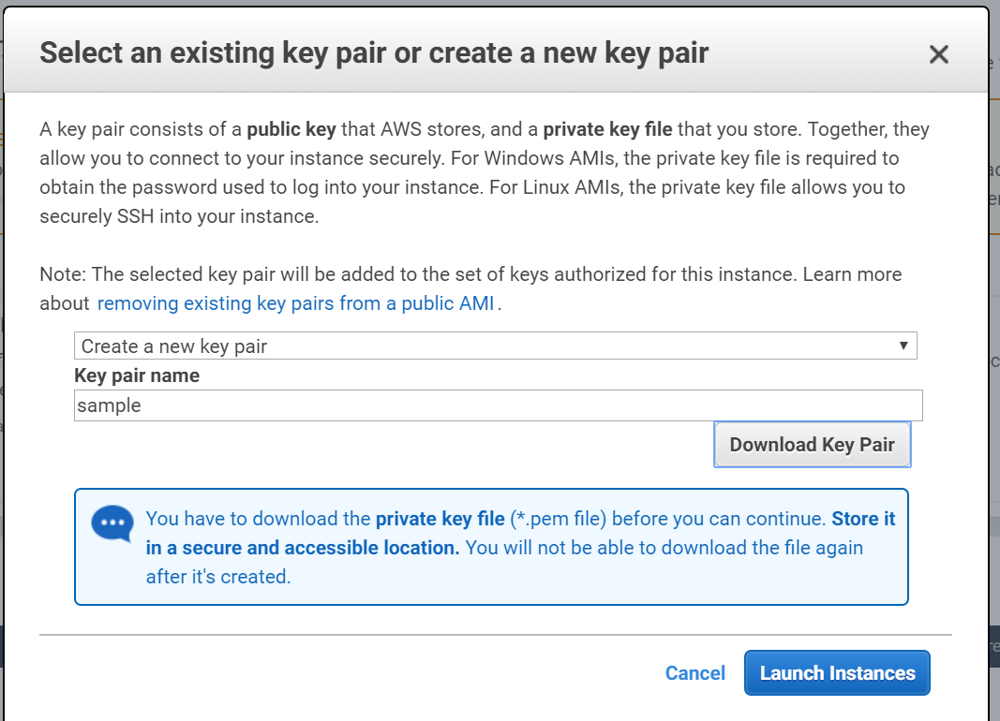 Select an existing key pair or create a new key pair
A key pair consists of a public key that AWS stores, and a private key file that you store. Together, they
allow you to connect to your instance securely. For Windows AMIs, the private key file is required to
obtain the password used to log into your instance. For Linux AMIs, the private key file allows you to
securely SSH into your instance.
Note: The selected key pair will be added to the set of keys authorized for this instance. Learn more
about removing existing key pairs from a public AMI.
Create a new key pair
Key pair name
sample
Download Key Pair
You have to download the private key file (*.pem file) before you can continue. Store it
in a secure and accessible location. You will not be able to download the file again
after it's created.
Cancel
Launch Instances